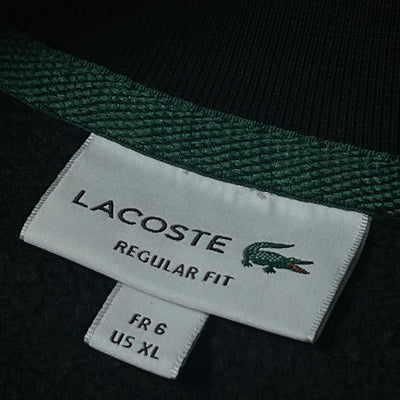 LACOSTE
REGULAR FIT
FR 6
US XL